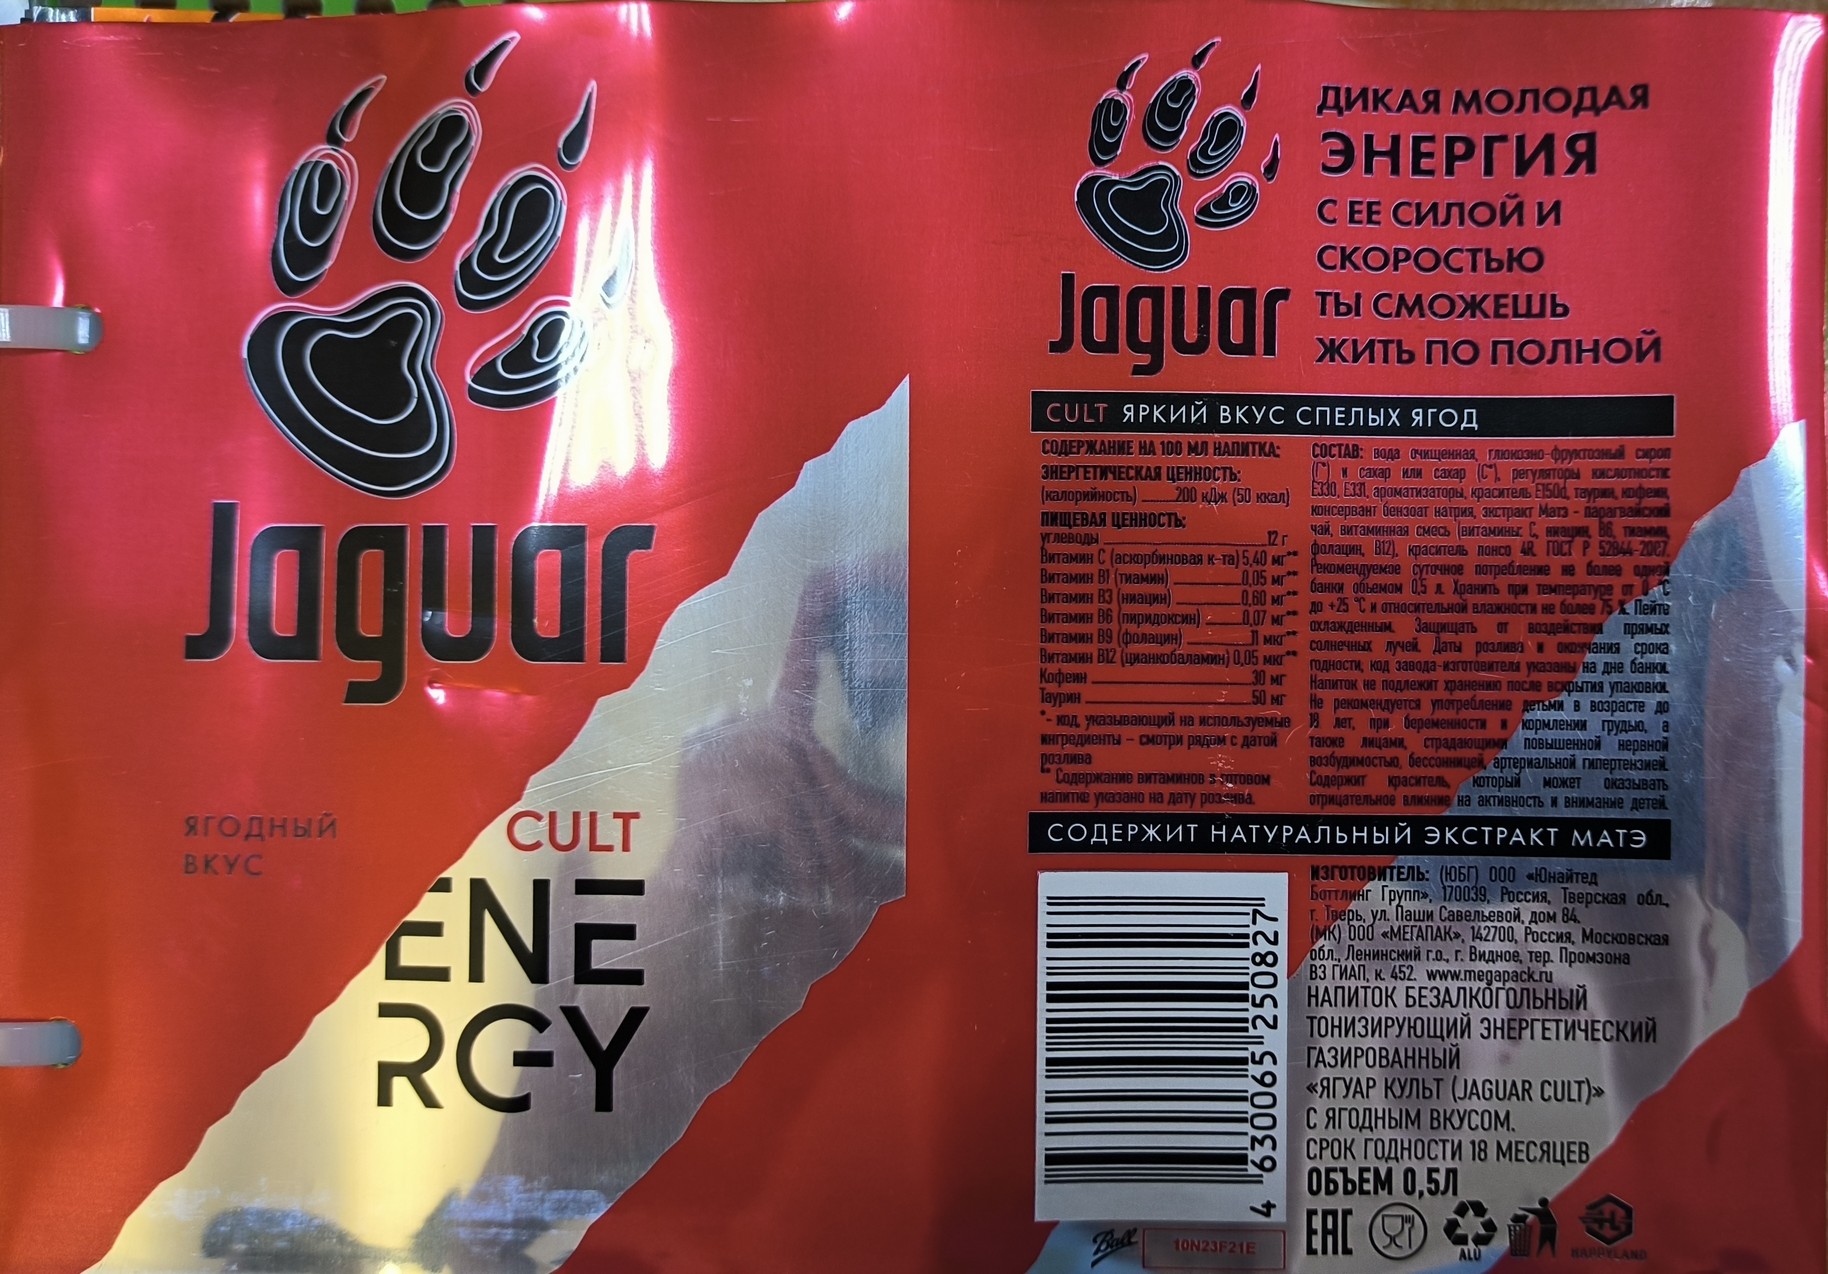 Jaguar
ЯГОДНЫЙ
ВКУС
CULT
ENE
RGY
Jaguar
ДИКАЯ МОЛОДАЯ
ЭНЕРГИЯ
С ЕЕ СИЛОЙ И
СКОРОСТЬЮ
ТЫ СМОЖЕШЬ
ЖИТЬ ПО ПОЛНОЙ
CULT ЯРКИЙ ВКУС СПЕЛЫХ ЯГОД
СОДЕРЖАНИЕ НА 100 МЛ НАПИТКА:
ЭНЕРГЕТИЧЕСКАЯ ЦЕННОСТЬ:
(калорийность) 200 кДж (50 ккал)
ПИЩЕВАЯ ЦЕННОСТЬ:
углеводы 12 г
Витамин C (аскорбиновая к-та) 5,40 мг**
Витамин B1 (тиамин) 0,05 мг**
Витамин B3 (ниацин) 0,60 мг**
Витамин B6 (пиридоксин) 0,07 мг**
Витамин B9 (фолацин) 11 мкг**
Витамин B12 (цианкобаламин) 0,05 мкг**
Кофеин 30 мг
Таурин 50 мг
*- код, указывающий на используемые
ингредиенты – смотри рядом с датой
розлива
** Содержание витаминов в готовом
напитке указано на дату розлива.
СОСТАВ: вода очищенная, глюкозно-фруктозный сироп
(Г*) и сахар или сахар (С*), регуляторы кислотности:
Е330, Е331, ароматизаторы, краситель Е150d, таурин, кофеин,
консервант бензоат натрия, экстракт Матэ - парагвайский
чай, витаминная смесь (витамины: C, ниацин, B6, тиамин,
фолацин, B12), краситель понсо 4R. ГОСТ Р 52844-2007.
Рекомендуемое суточное потребление не более одной
банки объемом 0,5 л. Хранить при температуре от 0 °C
до +25 °C и относительной влажности не более 75 %. Пейте
охлажденным. Защищать от воздействия прямых
солнечных лучей. Даты розлива и окончания срока
годности, код завода-изготовителя указаны на дне банки.
Напиток не подлежит хранению после вскрытия упаковки.
Не рекомендуется употребление детьми в возрасте до
18 лет, при беременности и кормлении грудью, а
также лицами, страдающими повышенной нервной
возбудимостью, бессонницей, артериальной гипертензией.
Содержит краситель, который может оказывать
отрицательное влияние на активность и внимание детей.
СОДЕРЖИТ НАТУРАЛЬНЫЙ ЭКСТРАКТ МАТЭ
ИЗГОТОВИТЕЛЬ: (ЮБГ) ООО «Юнайтед
Боттлинг Групп», 170039, Россия, Тверская обл.,
г. Тверь, ул. Паши Савельевой, дом 84.
(МК) ООО «МЕГАПАК», 142700, Россия, Московская
обл., Ленинский г.о., г. Видное, тер. Промзона
ВЗ ГИАП, к. 452. www.megapack.ru
НАПИТОК БЕЗАЛКОГОЛЬНЫЙ
ТОНИЗИРУЮЩИЙ ЭНЕРГЕТИЧЕСКИЙ
ГАЗИРОВАННЫЙ
«ЯГУАР КУЛЬТ (JAGUAR CULT)»
С ЯГОДНЫМ ВКУСОМ.
СРОК ГОДНОСТИ 18 МЕСЯЦЕВ
ОБЪЕМ 0,5Л
4 630065 250827
Ball
10N23F21E
EAC
ALU
HAPPYLAND